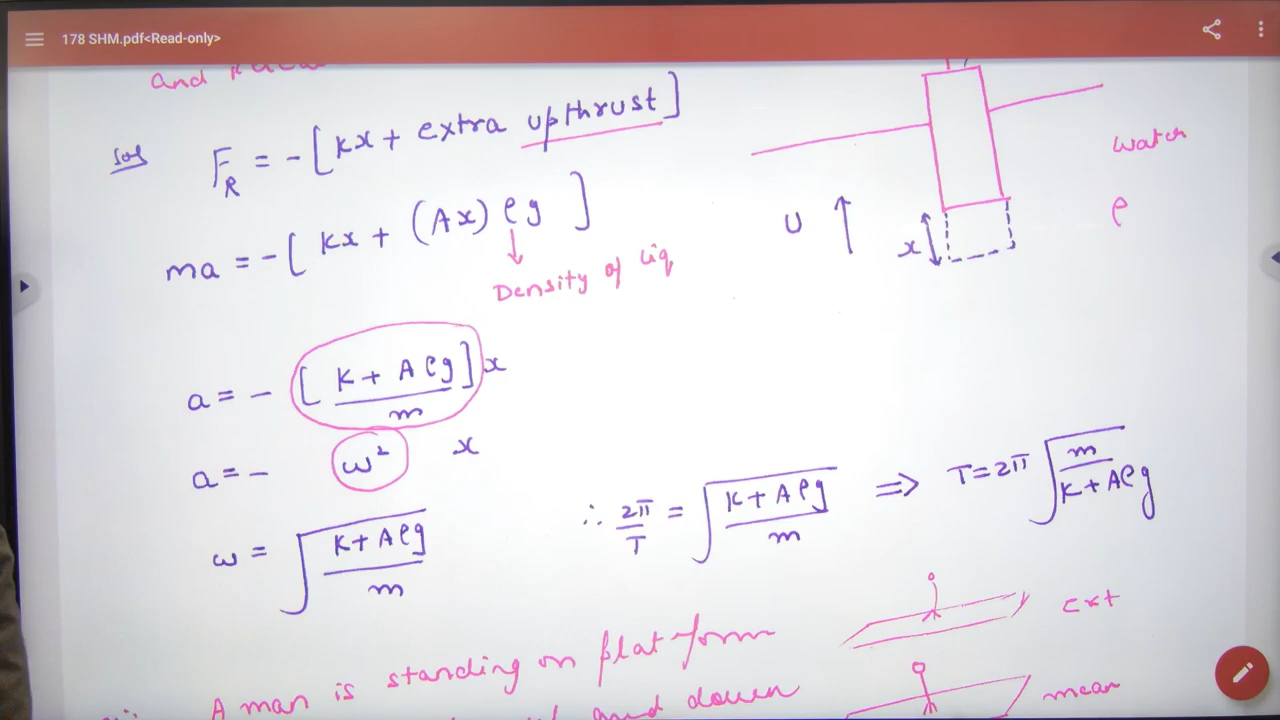 178 SHM.pdf<Read-only>
and
Sol
F_R = -[kx + extra upthrust]
ma = -[kx + (Ax) ρg]
Density of liq
U
x
water
ρ
a = - [K + Aρg / m] x
a = - ω² x
ω = √(K + Aρg / m)
∴ 2π/T = √(K + Aρg / m) ⇒ T = 2π √(m / K + Aρg)
ext
A man is standing on platform
mean
and down